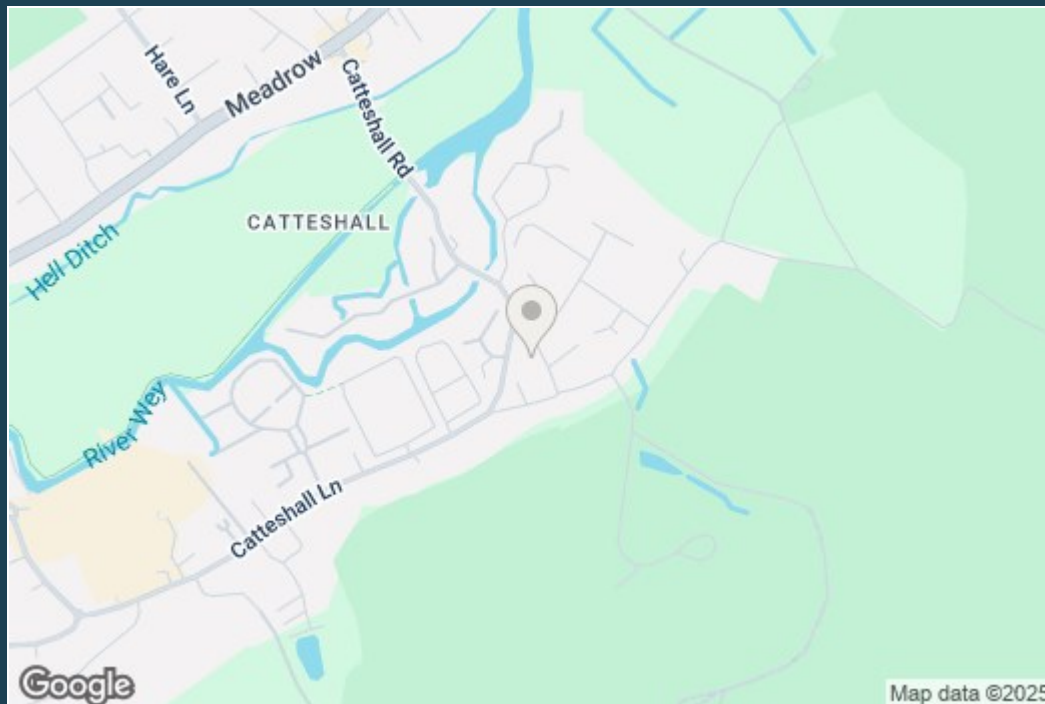 Hare Ln
Meadrow
Catteshall Rd
CATTESHALL
Hell Ditch
River Wey
Catteshall Ln
Google
Map data ©2025